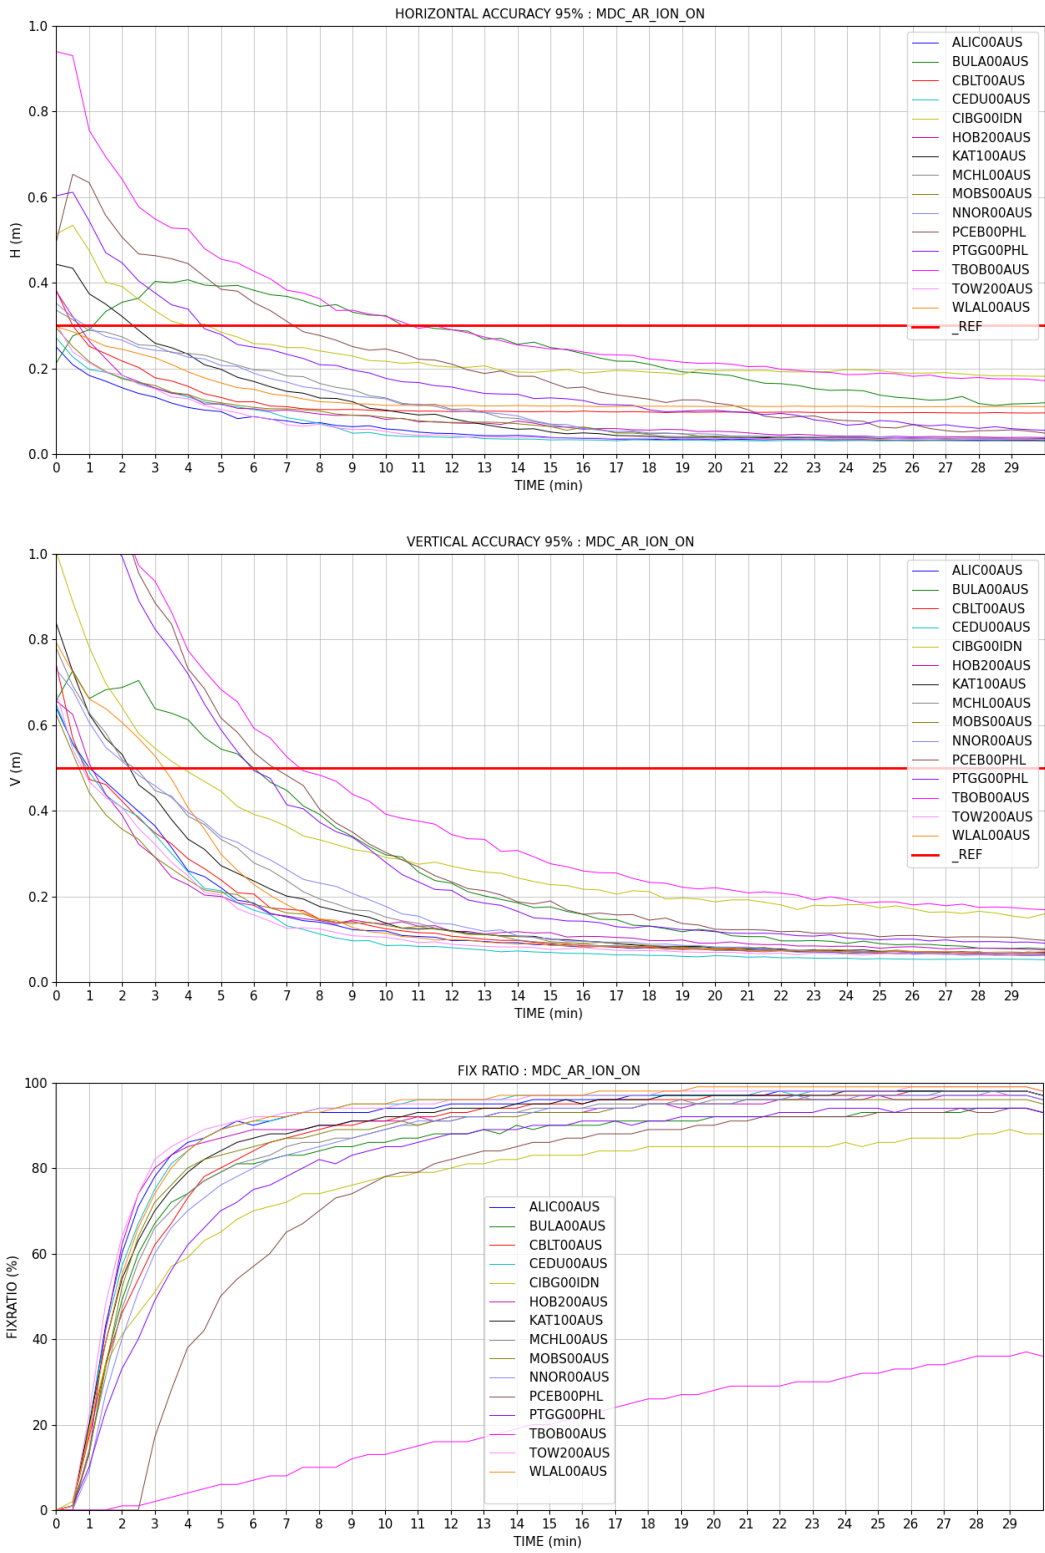 HORIZONTAL ACCURACY 95% : MDC_AR_ION_ON
1.0
0.8
0.6
0.4
0.2
0.0
H (m)
ALIC00AUS
BULA00AUS
CBLT00AUS
CEDU00AUS
CIBG00IDN
HOB200AUS
KAT100AUS
MCHL00AUS
MOBS00AUS
NNOR00AUS
PCEB00PHL
PTGG00PHL
TBOB00AUS
TOW200AUS
WLAL00AUS
_REF
0 1 2 3 4 5 6 7 8 9 10 11 12 13 14 15 16 17 18 19 20 21 22 23 24 25 26 27 28 29
TIME (min)
VERTICAL ACCURACY 95% : MDC_AR_ION_ON
1.0
0.8
0.6
0.4
0.2
0.0
V (m)
ALIC00AUS
BULA00AUS
CBLT00AUS
CEDU00AUS
CIBG00IDN
HOB200AUS
KAT100AUS
MCHL00AUS
MOBS00AUS
NNOR00AUS
PCEB00PHL
PTGG00PHL
TBOB00AUS
TOW200AUS
WLAL00AUS
_REF
0 1 2 3 4 5 6 7 8 9 10 11 12 13 14 15 16 17 18 19 20 21 22 23 24 25 26 27 28 29
TIME (min)
FIX RATIO : MDC_AR_ION_ON
100
80
60
40
20
0
FIXRATIO (%)
ALIC00AUS
BULA00AUS
CBLT00AUS
CEDU00AUS
CIBG00IDN
HOB200AUS
KAT100AUS
MCHL00AUS
MOBS00AUS
NNOR00AUS
PCEB00PHL
PTGG00PHL
TBOB00AUS
TOW200AUS
WLAL00AUS
0 1 2 3 4 5 6 7 8 9 10 11 12 13 14 15 16 17 18 19 20 21 22 23 24 25 26 27 28 29
TIME (min)